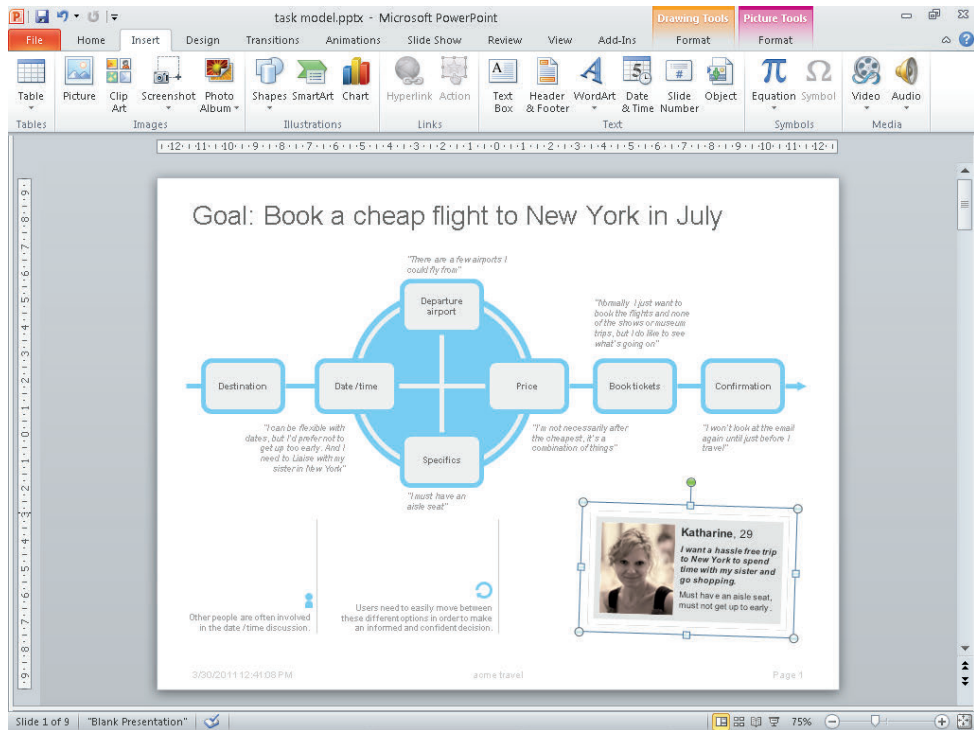 task model.pptx - Microsoft PowerPoint
Drawing Tools
Picture Tools
File
Home
Insert
Design
Transitions
Animations
Slide Show
Review
View
Add-Ins
Format
Format
Table
Picture
Clip
Art
Screenshot
Photo
Album
Shapes
SmartArt
Chart
Hyperlink
Action
Text
Box
Header
& Footer
WordArt
Date
& Time
Slide
Number
Object
Equation
Symbol
Video
Audio
Tables
Images
Illustrations
Links
Text
Symbols
Media
Goal: Book a cheap flight to New York in July
"There are a few airports I
could fly from"
Departure
airport
"Normally I just want to
book the flights and none
of the shows or museum
trips, but I do like to see
what's going on"
Destination
Date/time
Price
Book tickets
Confirmation
"I can be flexible with
dates, but I'd prefer not to
get up too early. And I
need to Liaise with my
sister in New York"
"I'm not necessarily after
the cheapest, it's a
combination of things"
"I won't look at the email
again until just before I
travel"
Specifics
"I must have an
aisle seat"
Katharine, 29
I want a hassle free trip
to New York to spend
time with my sister and
go shopping.
Must have an aisle seat,
must not get up to early.
Other people are often involved
in the date /time discussion.
Users need to easily move between
these different options in order to make
an informed and confident decision.
3/30/2011 12:41:08 PM
acme travel
Page 1
Slide 1 of 9
"Blank Presentation"
75%